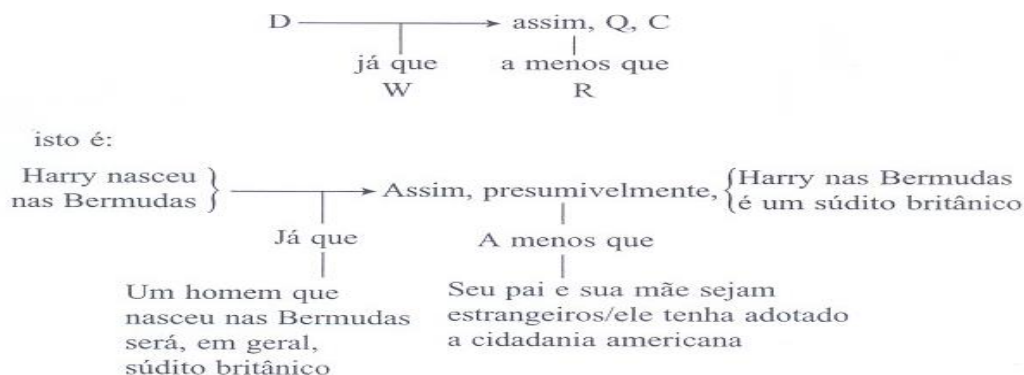 D assim, Q, C
já que a menos que
W R
isto é:
Harry nasceu
nas Bermudas
Assim, presumivelmente,
Harry nas Bermudas
é um súdito britânico
Já que A menos que
Um homem que
nasceu nas Bermudas
será, em geral,
súdito britânico
Seu pai e sua mãe sejam
estrangeiros/ele tenha adotado
a cidadania americana